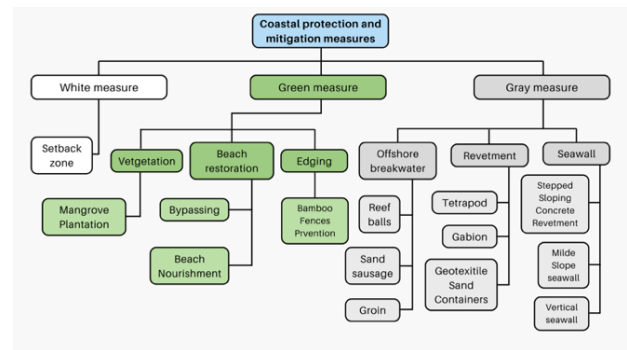 Coastal protection and
mitigation measures
White measure
Green measure
Gray measure
Setback
zone
Vetgetation
Beach
restoration
Edging
Offshore
breakwater
Revetment
Seawall
Mangrove
Plantation
Bypassing
Beach
Nourishment
Bamboo
Fences
Prvention
Reef
balls
Sand
sausage
Groin
Tetrapod
Gabion
Geotexitile
Sand
Containers
Stepped
Sloping
Concrete
Revetment
Milde
Slope
seawall
Vertical
seawall